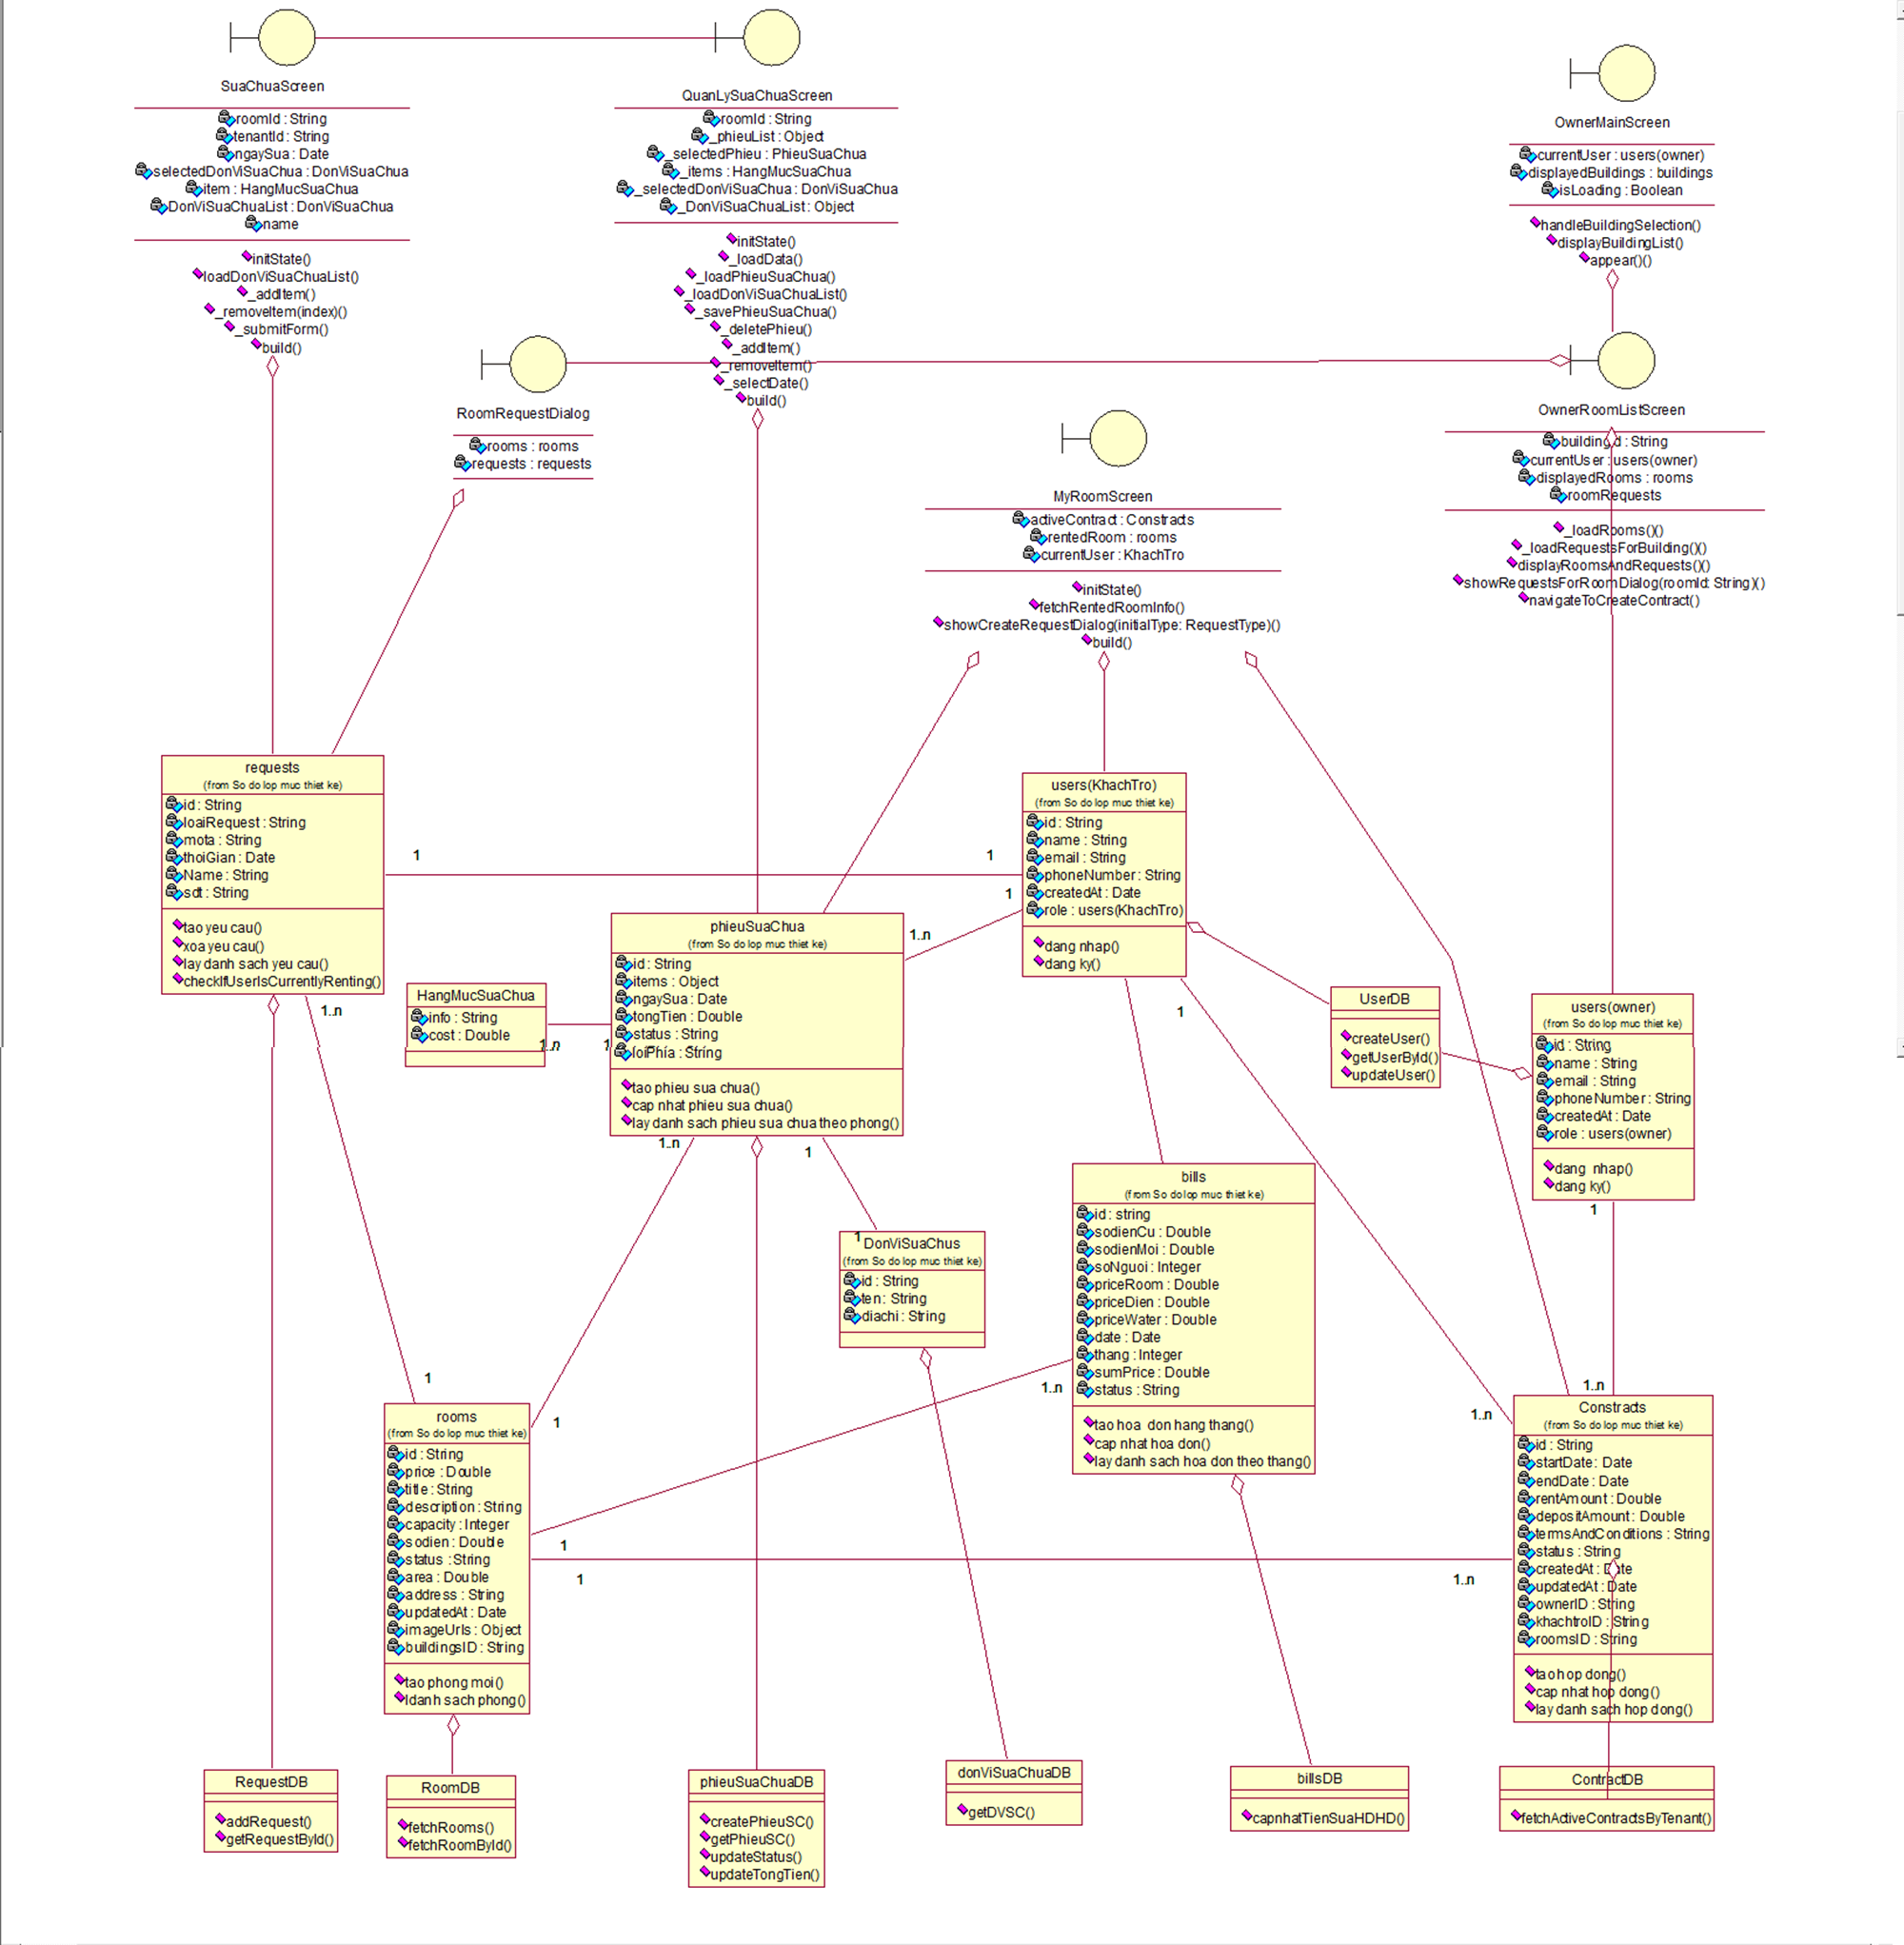 SuaChuaScreen
roomId : String
tenantId : String
ngaySua : Date
selectedDonViSuaChua : DonViSuaChua
item : HangMucSuaChua
DonViSuaChuaList : DonViSuaChua
name
initState()
loadDonViSuaChuaList()
_addItem()
_removeItem(index)()
_submitForm()
build()
QuanLySuaChuaScreen
roomId : String
_phieuList : Object
_selectedPhieu : PhieuSuaChua
_items : HangMucSuaChua
_selectedDonViSuaChua : DonViSuaChua
_DonViSuaChuaList : Object
initState()
_loadData()
_loadPhieuSuaChua()
_loadDonViSuaChuaList()
_savePhieuSuaChua()
_deletePhieu()
_addItem()
_removeItem()
_selectDate()
build()
OwnerMainScreen
currentUser : users(owner)
displayedBuildings : buildings
isLoading : Boolean
handleBuildingSelection()
displayBuildingList()
appear()()
RoomRequestDialog
rooms : rooms
requests : requests
OwnerRoomListScreen
buildingId : String
currentUser : users(owner)
displayedRooms : rooms
roomRequests
_loadRooms()()
_loadRequestsForBuilding()()
displayRoomsAndRequests()()
showRequestsForRoomDialog(roomId: String)()
navigateToCreateContract()
MyRoomScreen
activeContract : Constracts
rentedRoom : rooms
currentUser : KhachTro
initState()
fetchRentedRoomInfo()
showCreateRequestDialog(initialType: RequestType)()
build()
requests
(from So do lop muc thiet ke)
id : String
loaiRequest : String
mota : String
thoiGian : Date
Name : String
sdt : String
tao yeu cau()
xoa yeu cau()
lay danh sach yeu cau()
checkIfUserIsCurrentlyRenting()
1
1
1
1..n
1..n
users(KhachTro)
(from So do lop muc thiet ke)
id : String
name : String
email : String
phoneNumber : String
createdAt : Date
role : users(KhachTro)
dang nhap()
dang ky()
1
phieuSuaChua
(from So do lop muc thiet ke)
id : String
items : Object
ngaySua : Date
tongTien : Double
status : String
loiPhia : String
tao phieu sua chua()
cap nhat phieu sua chua()
lay danh sach phieu sua chua theo phong()
1..n
1
HangMucSuaChua
info : String
cost : Double
1..n
1
UserDB
createUser()
getUserById()
updateUser()
users(owner)
(from So do lop muc thiet ke)
id : String
name : String
email : String
phoneNumber : String
createdAt : Date
role : users(owner)
dang nhap()
dang ky()
1
1..n
DonViSuaChus
1
(from So do lop muc thiet ke)
id : String
ten : String
diachi : String
bills
(from So do lop muc thiet ke)
id : string
sodienCu : Double
sodienMoi : Double
soNguoi : Integer
priceRoom : Double
priceDien : Double
priceWater : Double
date : Date
thang : Integer
sumPrice : Double
status : String
tao hoa don hang thang()
cap nhat hoa don()
lay danh sach hoa don theo thang()
1..n
1..n
1
1
rooms
(from So do lop muc thiet ke)
id : String
price : Double
title : String
description : String
capacity : Integer
sodien : Double
status : String
area : Double
address : String
updatedAt : Date
imageUrls : Object
buildingsID : String
tao phong moi()
ldanh sach phong()
1
1
1..n
Constracts
(from So do lop muc thiet ke)
id : String
startDate : Date
endDate : Date
rentAmount : Double
depositAmount : Double
termsAndConditions : String
status : String
createdAt : Date
updatedAt : Date
ownerID : String
khachtroID : String
roomsID : String
tao hop dong()
cap nhat hop dong()
lay danh sach hop dong()
RequestDB
addRequest()
getRequestById()
RoomDB
fetchRooms()
fetchRoomById()
phieuSuaChuaDB
createPhieuSC()
getPhieuSC()
updateStatus()
updateTongTien()
donViSuaChuaDB
getDVSC()
billsDB
capnhatTienSuaHDHD()
ContractDB
fetchActiveContractsByTenant()